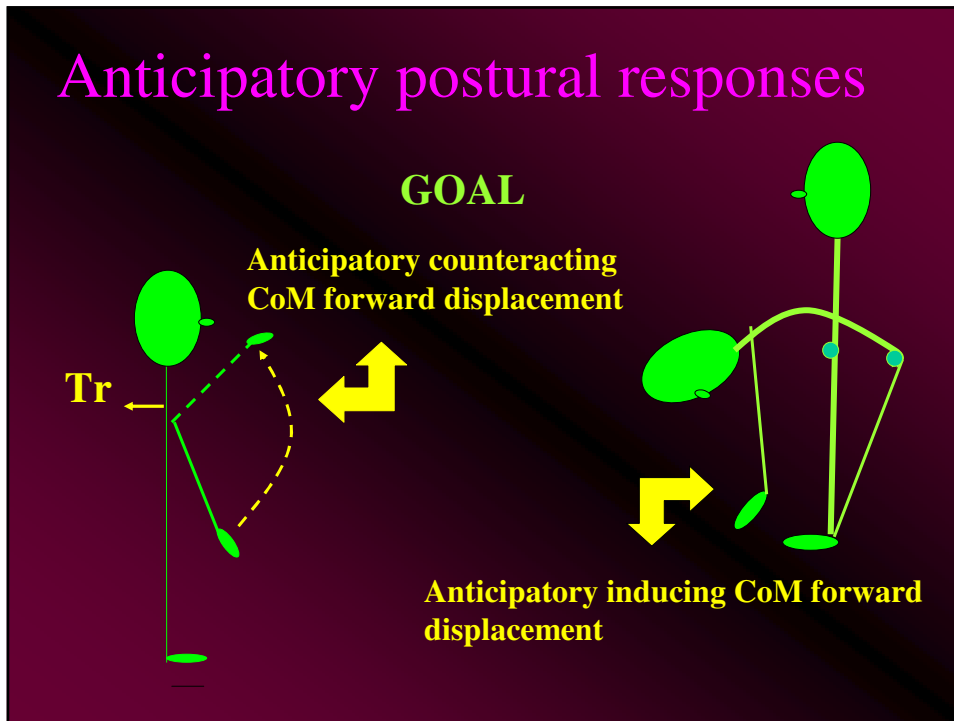 Anticipatory postural responses
GOAL
Anticipatory counteracting
CoM forward displacement
Tr
Anticipatory inducing CoM forward
displacement